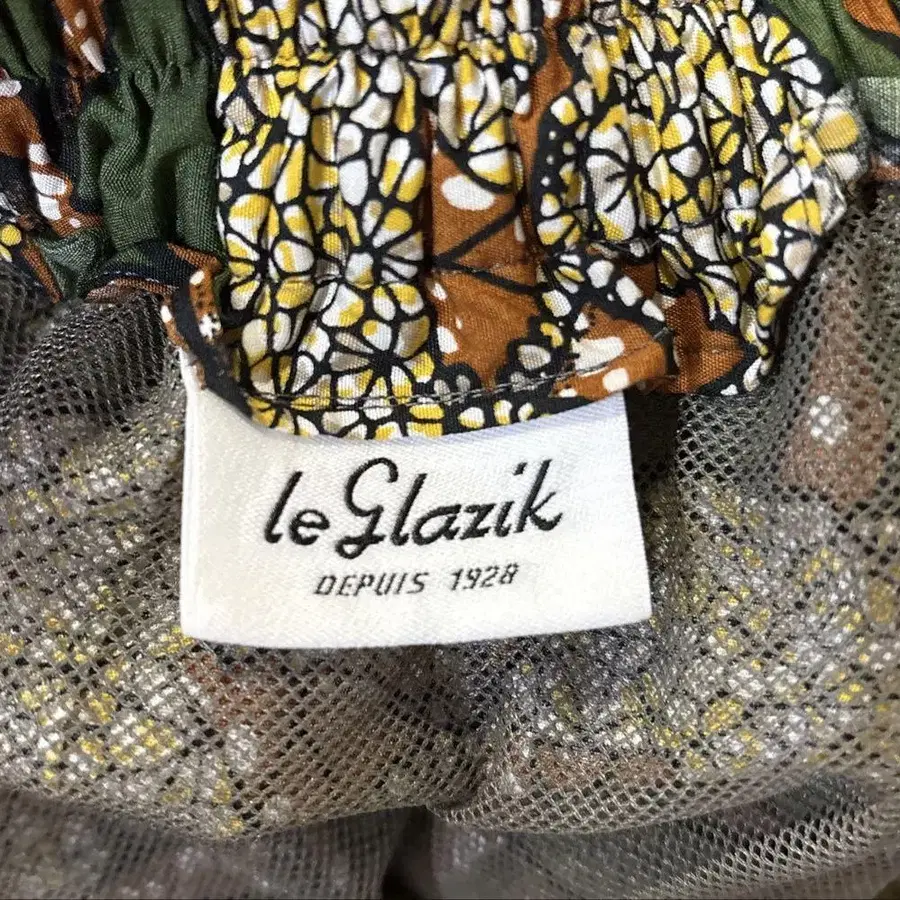 le Glazik
DEPUIS 1928